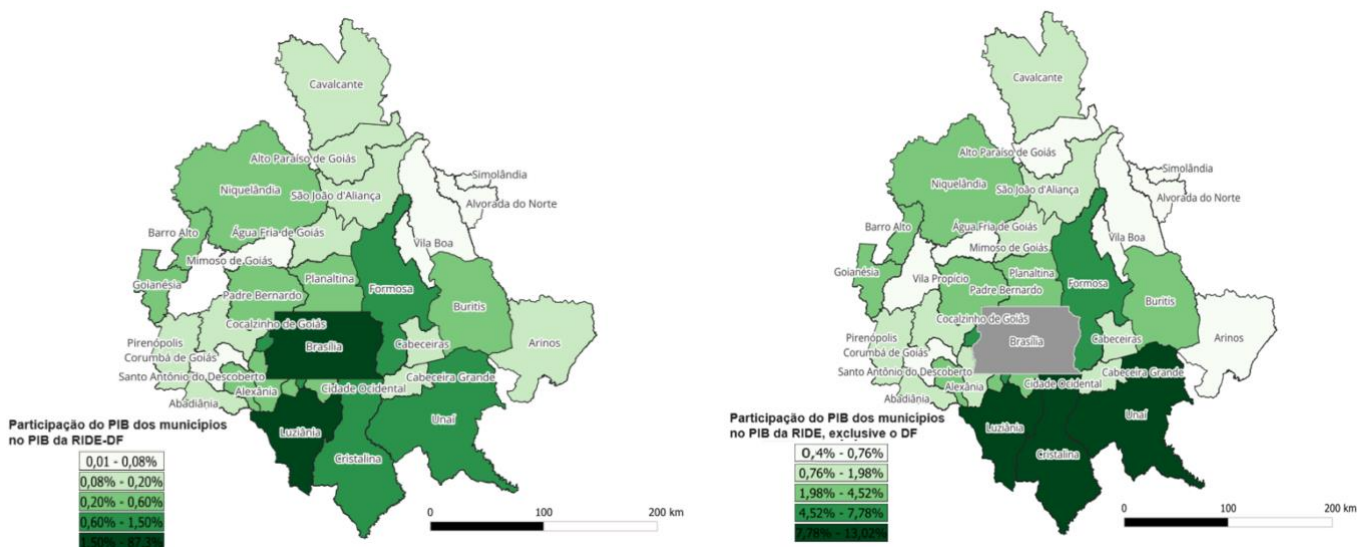 Cavalcante
Alto Paraíso de Goiás
Simolândia
Niquelândia
São João d'Aliança
Alvorada do Norte
Barro Alto
Água Fria de Goiás
Vila Boa
Mimoso de Goiás
Planaltina
Goianésia
Formosa
Padre Bernardo
Buritis
Cocalzinho de Goiás
Pirenópolis
Brasília
Cabeceiras
Arinos
Corumbá de Goiás
Santo Antônio do Descoberto
Cabeceira Grande
Alexânia
Cidade Ocidental
Abadiânia
Unaí
Luziânia
Cristalina
Participação do PIB dos municípios
no PIB da RIDE-DF
0,01 - 0,08%
0,08% - 0,20%
0,20% - 0,60%
0,60% - 1,50%
1,50% - 87,3%
0 100 200 km
Cavalcante
Alto Paraíso de Goiás
Simolândia
Niquelândia
São João d'Aliança
Alvorada do Norte
Barro Alto
Água Fria de Goiás
Vila Boa
Mimoso de Goiás
Goianésia
Vila Propício
Planaltina
Formosa
Padre Bernardo
Buritis
Cocalzinho de Goiás
Pirenópolis
Brasília
Cabeceiras
Arinos
Corumbá de Goiás
Santo Antônio do Descoberto
Cabeceira Grande
Alexânia
Cidade Ocidental
Abadiânia
Unaí
Luziânia
Cristalina
Participação do PIB dos municípios
no PIB da RIDE, exclusive o DF
0,4% - 0,76%
0,76% - 1,98%
1,98% - 4,52%
4,52% - 7,78%
7,78% - 13,02%
0 100 200 km